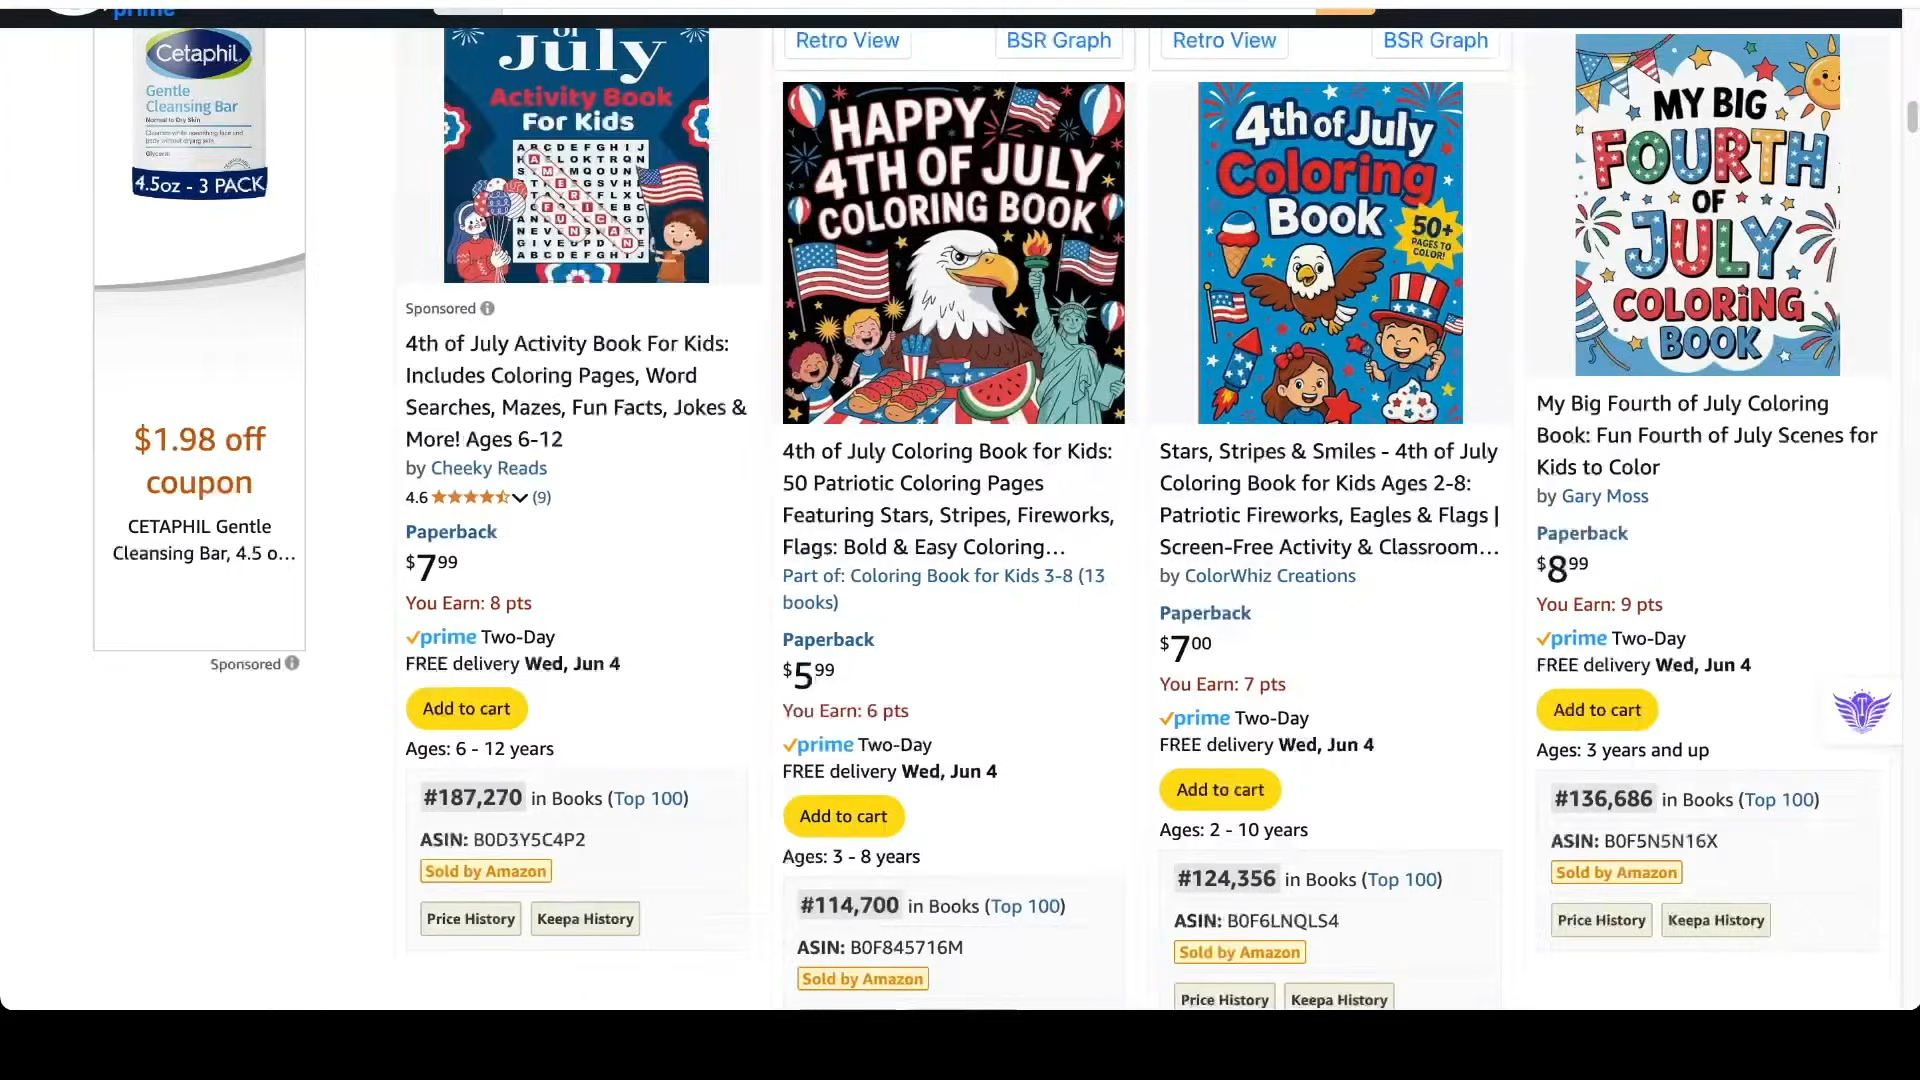 prime
Cetaphil
Gentle
Cleansing Bar
Normal to Dry Skin
4.5oz - 3 PACK
$1.98 off
coupon
CETAPHIL Gentle
Cleansing Bar, 4.5 o...
Sponsored
July
Activity Book
For Kids
Sponsored
4th of July Activity Book For Kids:
Includes Coloring Pages, Word
Searches, Mazes, Fun Facts, Jokes &
More! Ages 6-12
by Cheeky Reads
4.6 (9)
Paperback
$7.99
You Earn: 8 pts
prime Two-Day
FREE delivery Wed, Jun 4
Add to cart
Ages: 6 - 12 years
#187,270 in Books (Top 100)
ASIN: B0D3Y5C4P2
Sold by Amazon
Price History Keepa History
Retro View BSR Graph
HAPPY
4TH OF JULY
COLORING BOOK
4th of July Coloring Book for Kids:
50 Patriotic Coloring Pages
Featuring Stars, Stripes, Fireworks,
Flags: Bold & Easy Coloring...
Part of: Coloring Book for Kids 3-8 (13
books)
Paperback
$5.99
You Earn: 6 pts
prime Two-Day
FREE delivery Wed, Jun 4
Add to cart
Ages: 3 - 8 years
#114,700 in Books (Top 100)
ASIN: B0F845716M
Sold by Amazon
Retro View BSR Graph
4th of July
Coloring
Book
50+
PAGES TO
COLOR!
Stars, Stripes & Smiles - 4th of July
Coloring Book for Kids Ages 2-8:
Patriotic Fireworks, Eagles & Flags |
Screen-Free Activity & Classroom...
by ColorWhiz Creations
Paperback
$7.00
You Earn: 7 pts
prime Two-Day
FREE delivery Wed, Jun 4
Add to cart
Ages: 2 - 10 years
#124,356 in Books (Top 100)
ASIN: B0F6LNQLS4
Sold by Amazon
Price History Keepa History
MY BIG
FOURTH
OF
JULY
COLORING
BOOK
My Big Fourth of July Coloring
Book: Fun Fourth of July Scenes for
Kids to Color
by Gary Moss
Paperback
$8.99
You Earn: 9 pts
prime Two-Day
FREE delivery Wed, Jun 4
Add to cart
Ages: 3 years and up
#136,686 in Books (Top 100)
ASIN: B0F5N5N16X
Sold by Amazon
Price History Keepa History